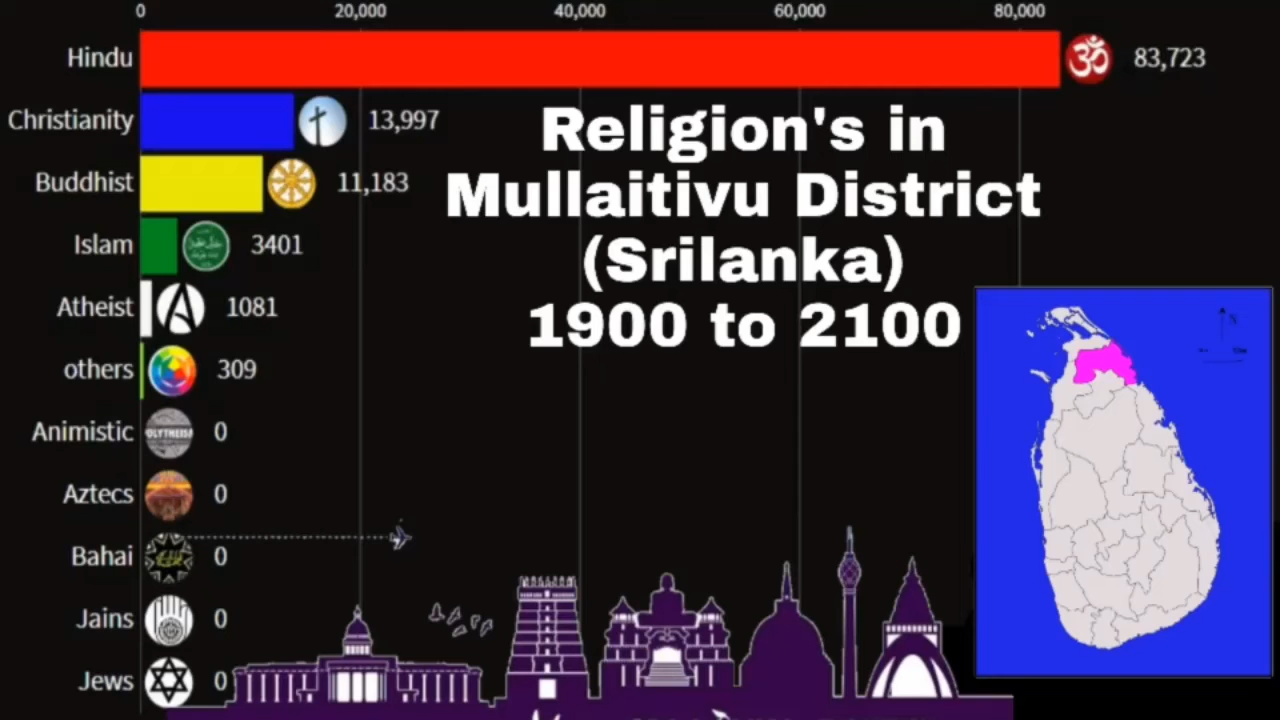 0 20,000 40,000 60,000 80,000
Hindu 83,723
Christianity 13,997
Buddhist 11,183
Islam 3401
Atheist 1081
others 309
Animistic 0
Aztecs 0
Bahai 0
Jains 0
Jews 0
Religion's in
Mullaitivu District
(Srilanka)
1900 to 2100
N